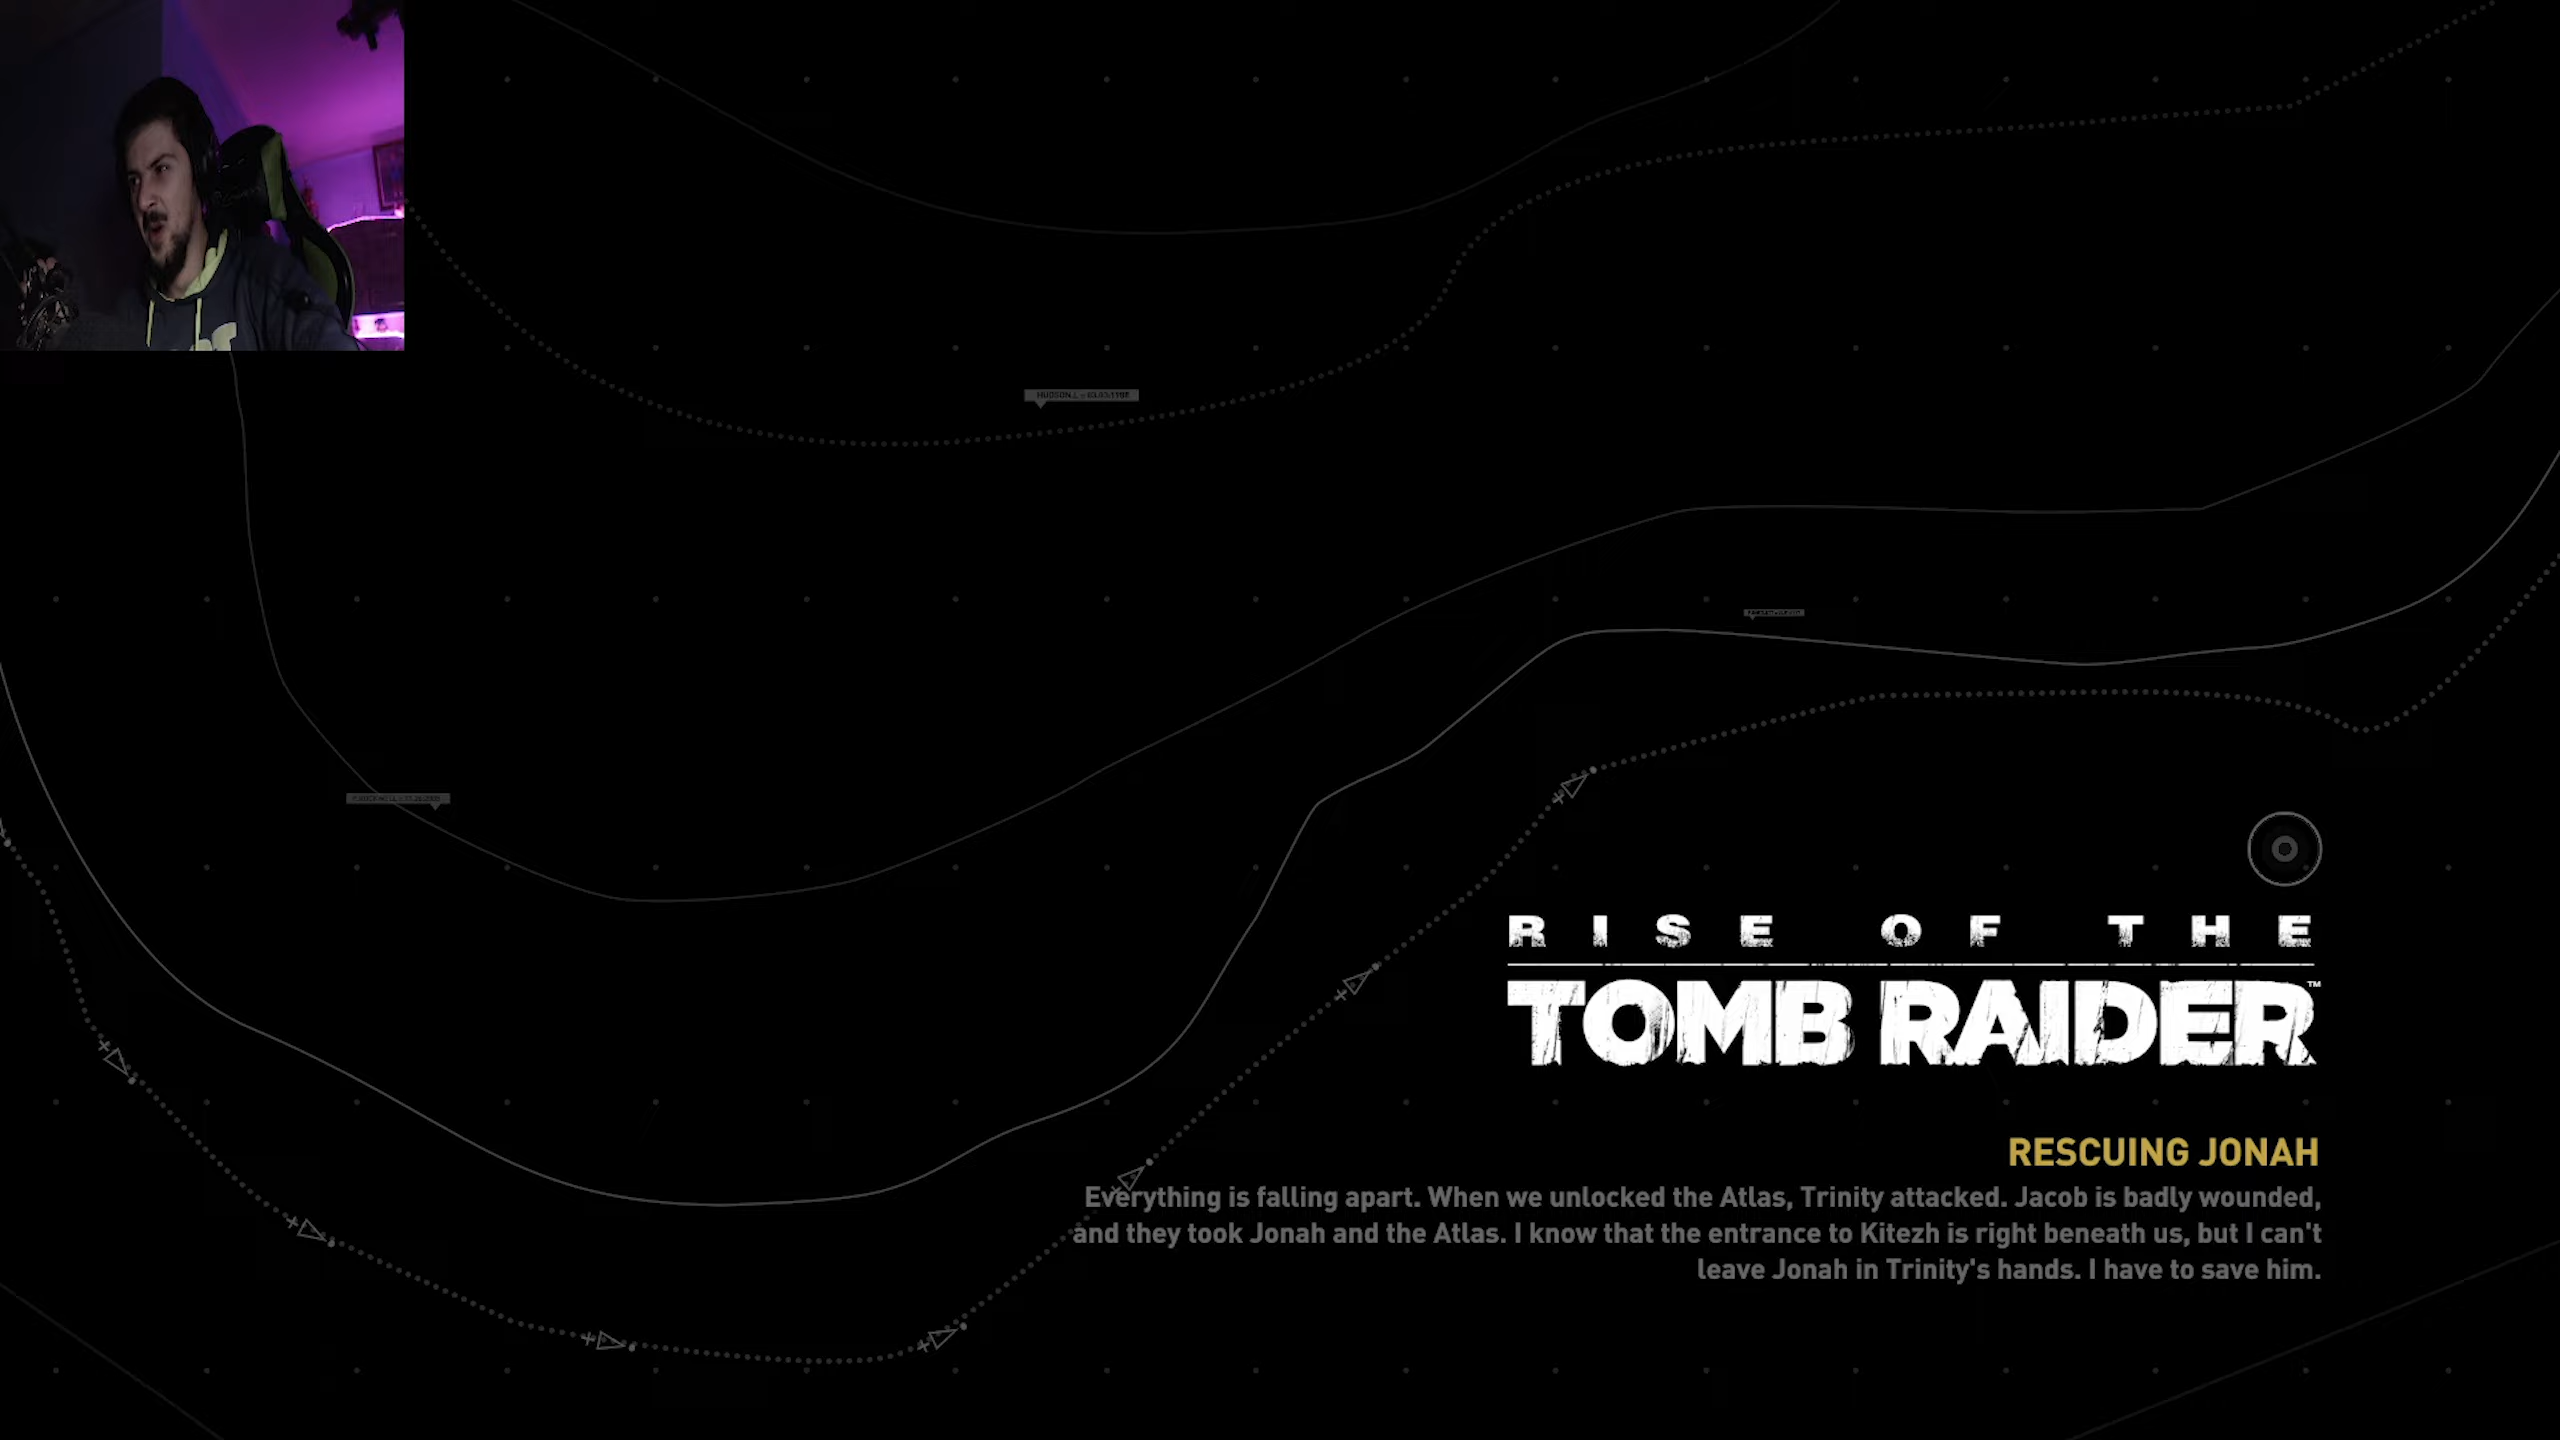 RISE OF THE
TOMB RAIDER™
RESCUING JONAH
Everything is falling apart. When we unlocked the Atlas, Trinity attacked. Jacob is badly wounded,
and they took Jonah and the Atlas. I know that the entrance to Kitezh is right beneath us, but I can't
leave Jonah in Trinity's hands. I have to save him.